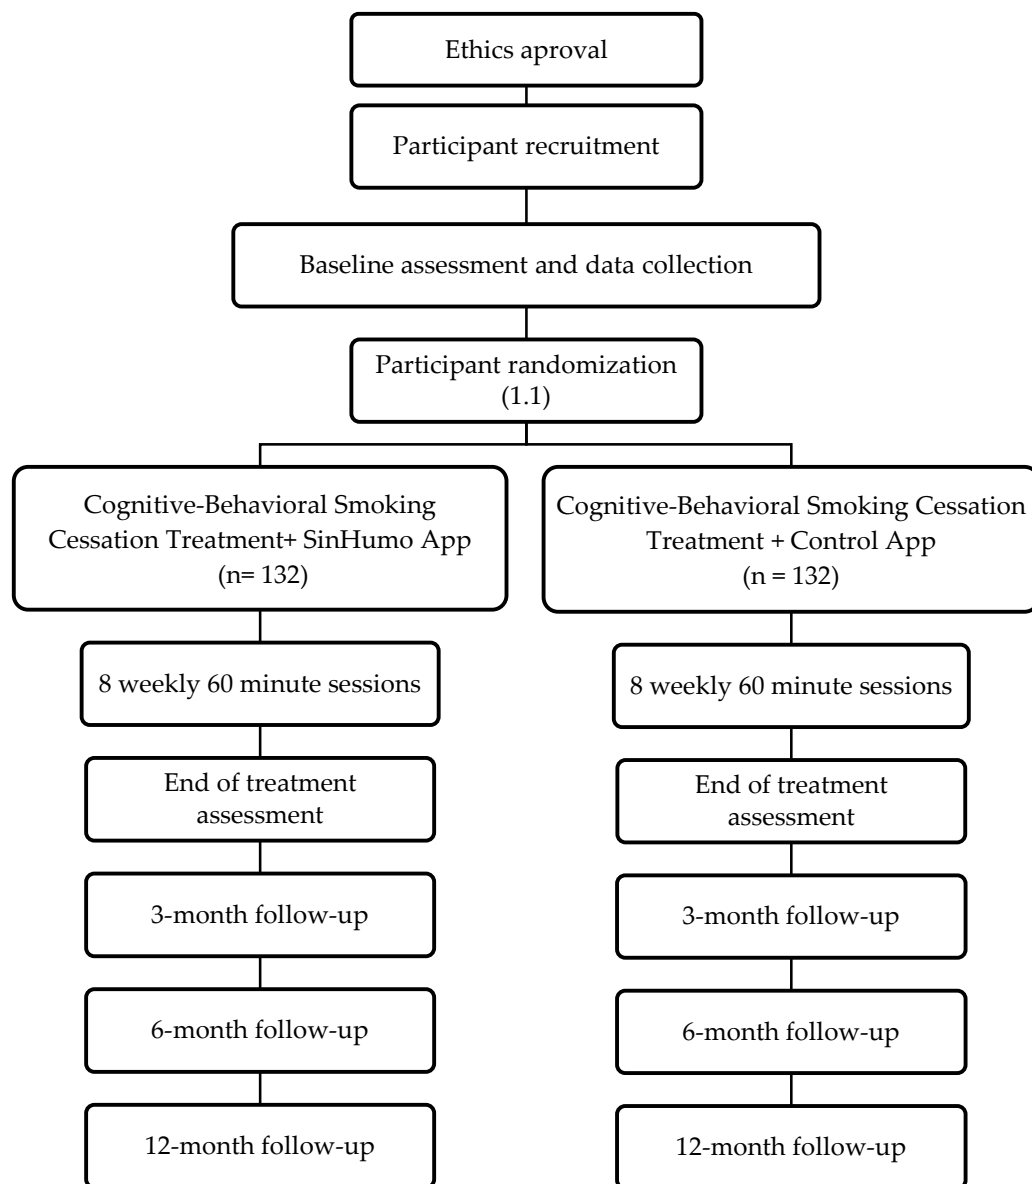 Ethics aproval
Participant recruitment
Baseline assessment and data collection
Participant randomization
(1.1)
Cognitive-Behavioral Smoking
Cessation Treatment+ SinHumo App
(n= 132)
Cognitive-Behavioral Smoking Cessation
Treatment + Control App
(n = 132)
8 weekly 60 minute sessions
8 weekly 60 minute sessions
End of treatment
assessment
End of treatment
assessment
3-month follow-up
3-month follow-up
6-month follow-up
6-month follow-up
12-month follow-up
12-month follow-up